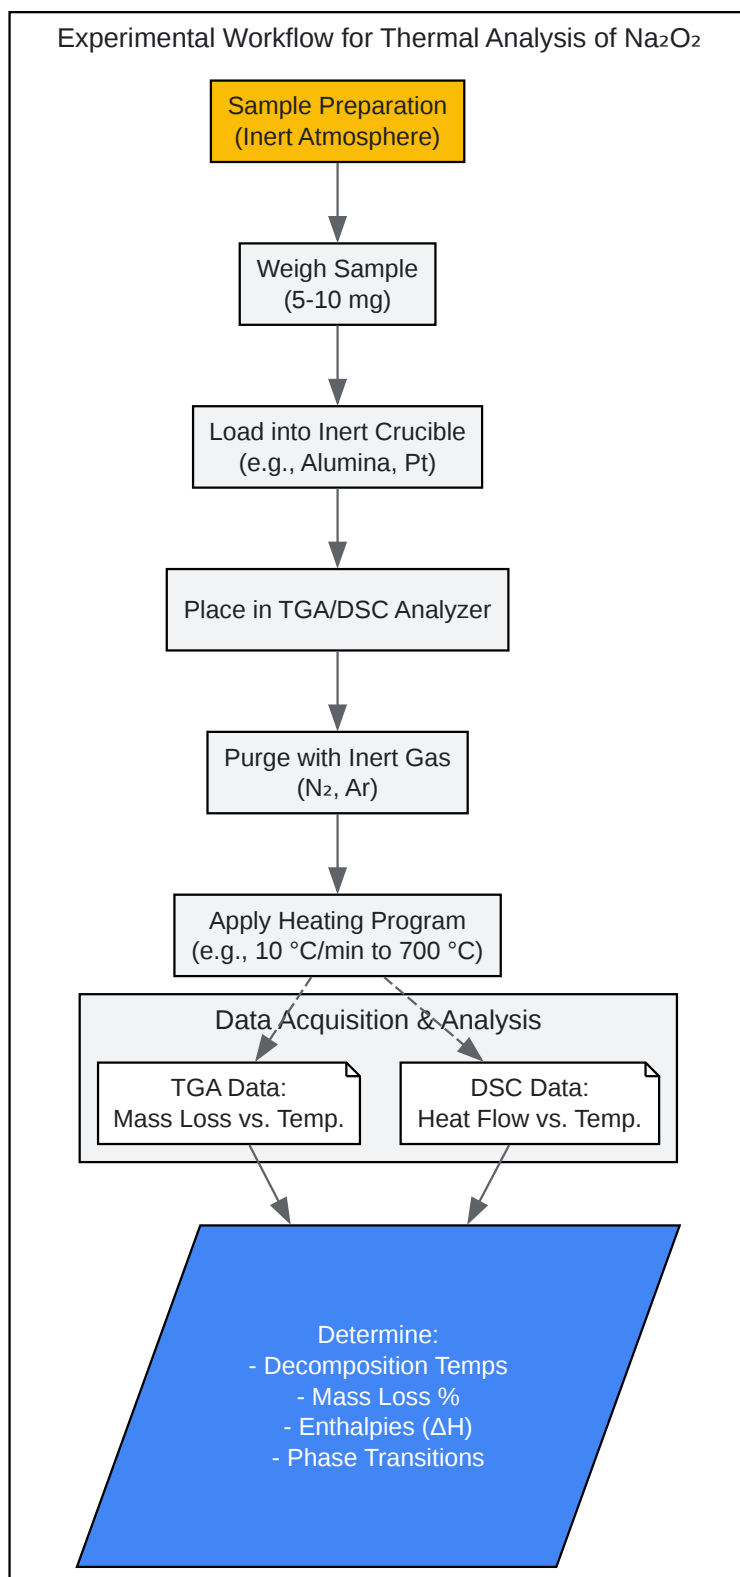 Experimental Workflow for Thermal Analysis of Na₂O₂
Sample Preparation
(Inert Atmosphere)
Weigh Sample
(5-10 mg)
Load into Inert Crucible
(e.g., Alumina, Pt)
Place in TGA/DSC Analyzer
Purge with Inert Gas
(N₂, Ar)
Apply Heating Program
(e.g., 10 °C/min to 700 °C)
Data Acquisition & Analysis
TGA Data:
Mass Loss vs. Temp.
DSC Data:
Heat Flow vs. Temp.
Determine:
- Decomposition Temps
- Mass Loss %
- Enthalpies (ΔH)
- Phase Transitions